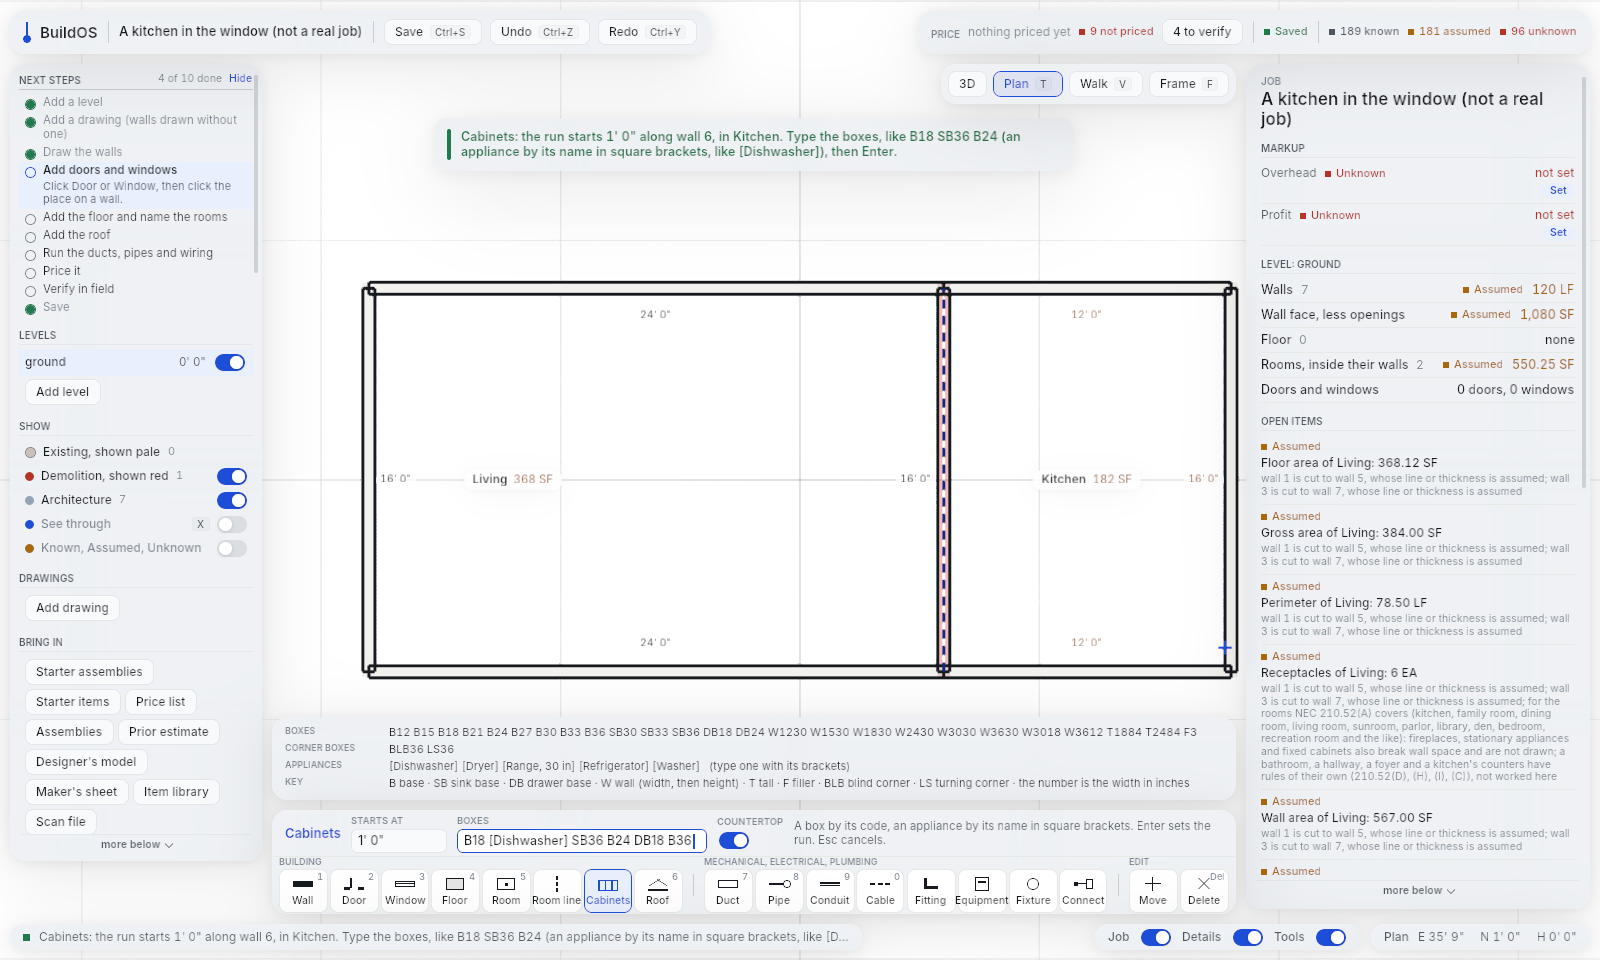 BuildOS
A kitchen in the window (not a real job)
Save Ctrl+S
Undo Ctrl+Z
Redo Ctrl+Y
PRICE nothing priced yet 9 not priced
4 to verify
Saved
189 known 181 assumed 96 unknown
3D
Plan T
Walk V
Frame F
NEXT STEPS 4 of 10 done Hide
Add a level
Add a drawing (walls drawn without
one)
Draw the walls
Add doors and windows
Click Door or Window, then click the
place on a wall.
Add the floor and name the rooms
Add the roof
Run the ducts, pipes and wiring
Price it
Verify in field
Save
LEVELS
ground 0' 0"
Add level
SHOW
Existing, shown pale 0
Demolition, shown red 1
Architecture 7
See through X
Known, Assumed, Unknown
DRAWINGS
Add drawing
BRING IN
Starter assemblies
Starter items Price list
Assemblies Prior estimate
Designer's model
Maker's sheet Item library
Scan file
more below
Cabinets: the run starts 1' 0" along wall 6, in Kitchen. Type the boxes, like B18 SB36 B24 (an
appliance by its name in square brackets, like [Dishwasher]), then Enter.
24' 0" 12' 0"
16' 0" Living 368 SF 16' 0" Kitchen 182 SF 16' 0"
24' 0" 12' 0"
BOXES B12 B15 B18 B21 B24 B27 B30 B33 B36 SB30 SB33 SB36 DB18 DB24 W1230 W1530 W1830 W2430 W3030 W3630 W3018 W3612 T1884 T2484 F3
CORNER BOXES BLB36 LS36
APPLIANCES [Dishwasher] [Dryer] [Range, 30 in] [Refrigerator] [Washer] (type one with its brackets)
KEY B base · SB sink base · DB drawer base · W wall (width, then height) · T tall · F filler · BLB blind corner · LS turning corner · the number is the width in inches
Cabinets
STARTS AT
1' 0"
BOXES
B18 [Dishwasher] SB36 B24 DB18 B36
COUNTERTOP
A box by its code, an appliance by its name in square brackets. Enter sets the
run. Esc cancels.
BUILDING
Wall 1
Door 2
Window 3
Floor 4
Room 5
Room line
Cabinets
Roof 6
MECHANICAL, ELECTRICAL, PLUMBING
Duct 7
Pipe 8
Conduit 9
Cable 0
Fitting
Equipment
Fixture
Connect
EDIT
Move
Delete Del
JOB
A kitchen in the window (not a real
job)
MARKUP
Overhead Unknown not set
Set
Profit Unknown not set
Set
LEVEL: GROUND
Walls 7 Assumed 120 LF
Wall face, less openings Assumed 1,080 SF
Floor 0 none
Rooms, inside their walls 2 Assumed 550.25 SF
Doors and windows 0 doors, 0 windows
OPEN ITEMS
Assumed
Floor area of Living: 368.12 SF
wall 1 is cut to wall 5, whose line or thickness is assumed; wall
3 is cut to wall 7, whose line or thickness is assumed
Assumed
Gross area of Living: 384.00 SF
wall 1 is cut to wall 5, whose line or thickness is assumed; wall
3 is cut to wall 7, whose line or thickness is assumed
Assumed
Perimeter of Living: 78.50 LF
wall 1 is cut to wall 5, whose line or thickness is assumed; wall
3 is cut to wall 7, whose line or thickness is assumed
Assumed
Receptacles of Living: 6 EA
wall 1 is cut to wall 5, whose line or thickness is assumed; wall
3 is cut to wall 7, whose line or thickness is assumed; for the
rooms NEC 210.52(A) covers (kitchen, family room, dining
room, living room, sunroom, parlor, library, den, bedroom,
recreation room and the like): fireplaces, stationary appliances
and fixed cabinets also break wall space and are not drawn; a
bathroom, a hallway, a foyer and a kitchen's counters have
rules of their own (210.52(D), (H), (I), (C)), not worked here
Assumed
Wall area of Living: 567.00 SF
wall 1 is cut to wall 5, whose line or thickness is assumed; wall
3 is cut to wall 7, whose line or thickness is assumed
Assumed
more below
Cabinets: the run starts 1' 0" along wall 6, in Kitchen. Type the boxes, like B18 SB36 B24 (an appliance by its name in square brackets, like [D...
Job Details Tools
Plan E 35' 9" N 1' 0" H 0' 0"